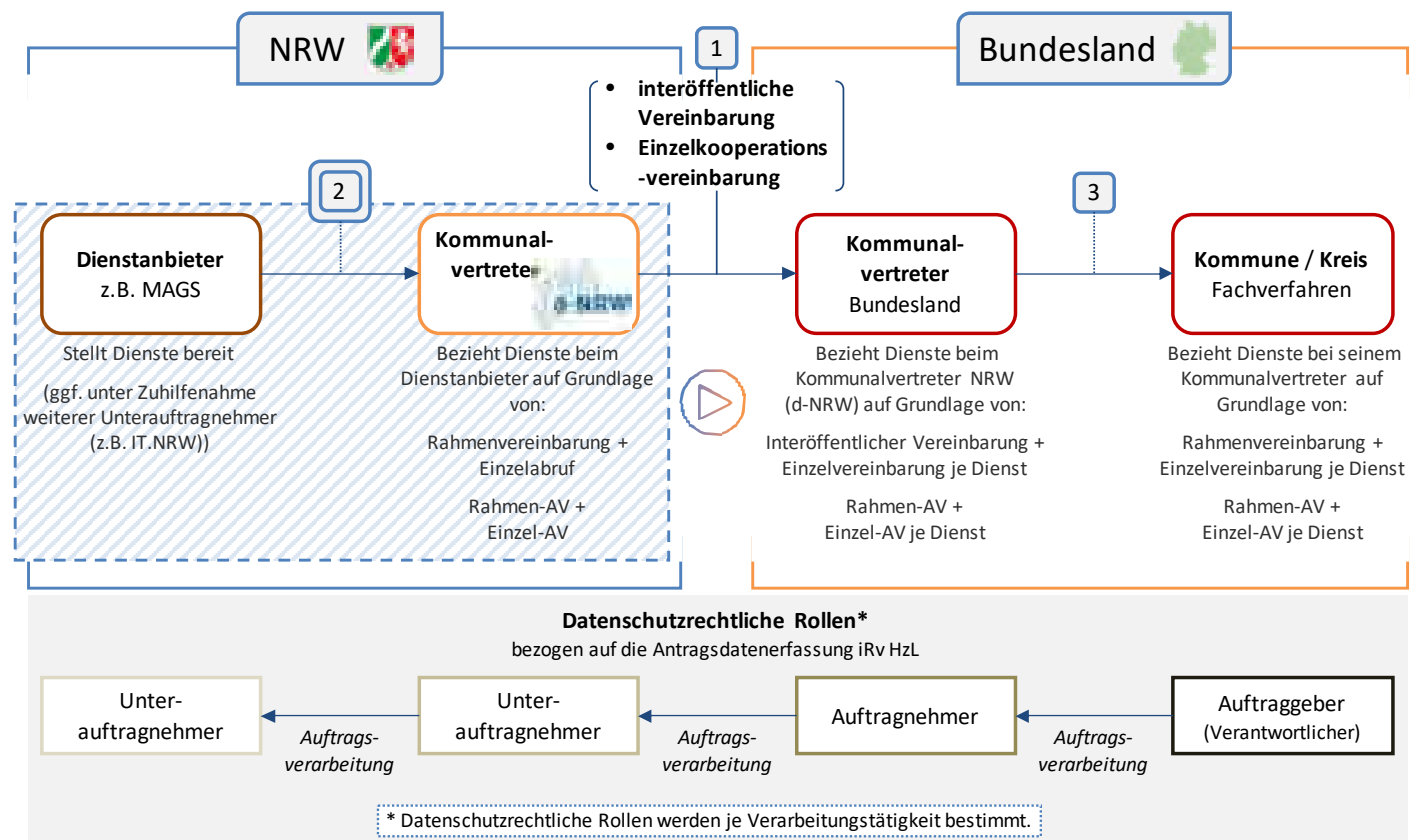 NRW
Bundesland
1
• interöffentliche
Vereinbarung
• Einzelkooperations
-vereinbarung
2
3
Dienstanbieter
z.B. MAGS
Kommunal-
vertrete
d-NRW
Kommunal-
vertreter
Bundesland
Kommune / Kreis
Fachverfahren
Stellt Dienste bereit
(ggf. unter Zuhilfenahme
weiterer Unterauftragnehmer
(z.B. IT.NRW))
Bezieht Dienste beim
Dienstanbieter auf Grundlage
von:
Rahmenvereinbarung +
Einzelabruf
Rahmen-AV +
Einzel-AV
Bezieht Dienste beim
Kommunalvertreter NRW
(d-NRW) auf Grundlage von:
Interöffentlicher Vereinbarung +
Einzelvereinbarung je Dienst
Rahmen-AV +
Einzel-AV je Dienst
Bezieht Dienste bei seinem
Kommunalvertreter auf
Grundlage von:
Rahmenvereinbarung +
Einzelvereinbarung je Dienst
Rahmen-AV +
Einzel-AV je Dienst
Datenschutzrechtliche Rollen*
bezogen auf die Antragsdatenerfassung iRv HzL
Unter-
auftragnehmer
Auftrags-
verarbeitung
Unter-
auftragnehmer
Auftrags-
verarbeitung
Auftragnehmer
Auftrags-
verarbeitung
Auftraggeber
(Verantwortlicher)
* Datenschutzrechtliche Rollen werden je Verarbeitungstätigkeit bestimmt.